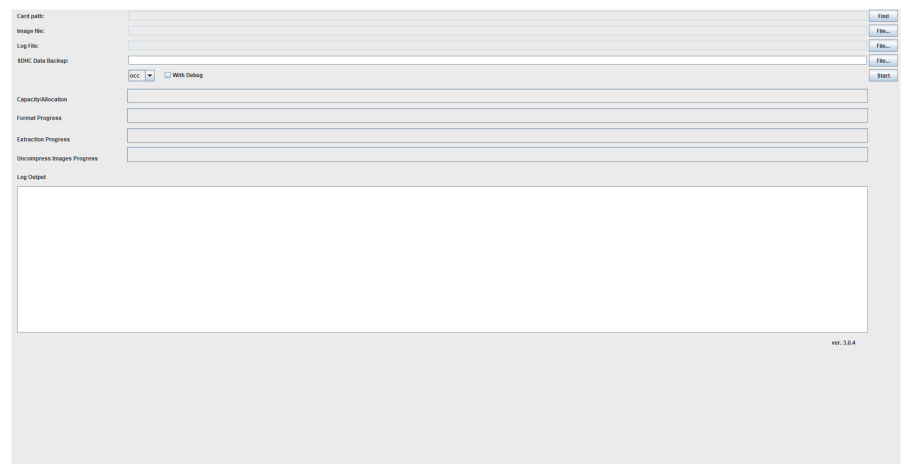 Card path: Find
Image file: File...
Log File: File...
SDHC Data Backup: File...
occ With Debug Start
Capacity/Allocation
Format Progress
Extraction Progress
Uncompress Images Progress
Log Output
ver. 3.0.4